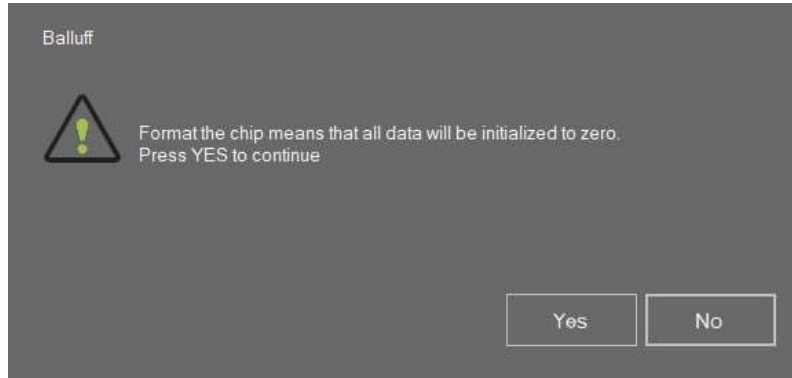 Balluff
Format the chip means that all data will be initialized to zero.
Press YES to continue
Yes
No